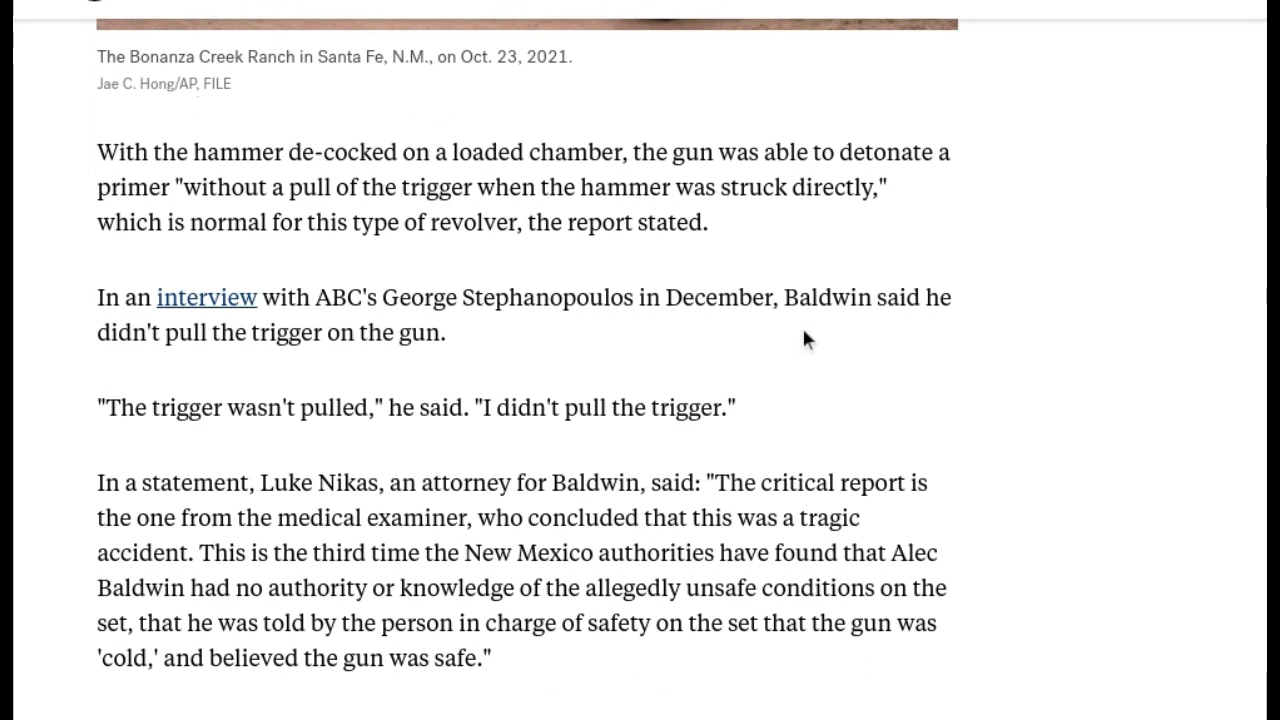 The Bonanza Creek Ranch in Santa Fe, N.M., on Oct. 23, 2021.
Jae C. Hong/AP, FILE
With the hammer de-cocked on a loaded chamber, the gun was able to detonate a
primer "without a pull of the trigger when the hammer was struck directly,"
which is normal for this type of revolver, the report stated.
In an interview with ABC's George Stephanopoulos in December, Baldwin said he
didn't pull the trigger on the gun.
"The trigger wasn't pulled," he said. "I didn't pull the trigger."
In a statement, Luke Nikas, an attorney for Baldwin, said: "The critical report is
the one from the medical examiner, who concluded that this was a tragic
accident. This is the third time the New Mexico authorities have found that Alec
Baldwin had no authority or knowledge of the allegedly unsafe conditions on the
set, that he was told by the person in charge of safety on the set that the gun was
'cold,' and believed the gun was safe."